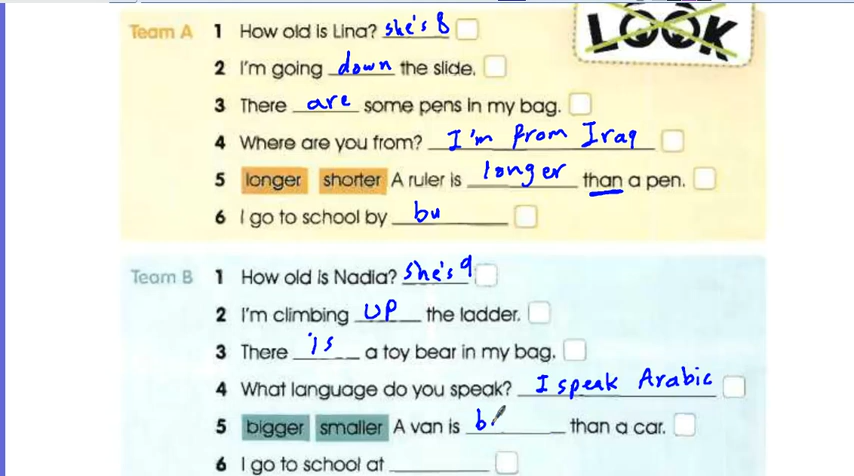 LOOK
Team A 1 How old is Lina? she's 8
2 I'm going down the slide.
3 There are some pens in my bag.
4 Where are you from? I'm from Iraq
5 longer shorter A ruler is longer than a pen.
6 I go to school by bu
Team B 1 How old is Nadia? she's 9
2 I'm climbing up the ladder.
3 There is a toy bear in my bag.
4 What language do you speak? I speak Arabic
5 bigger smaller A van is b than a car.
6 I go to school at